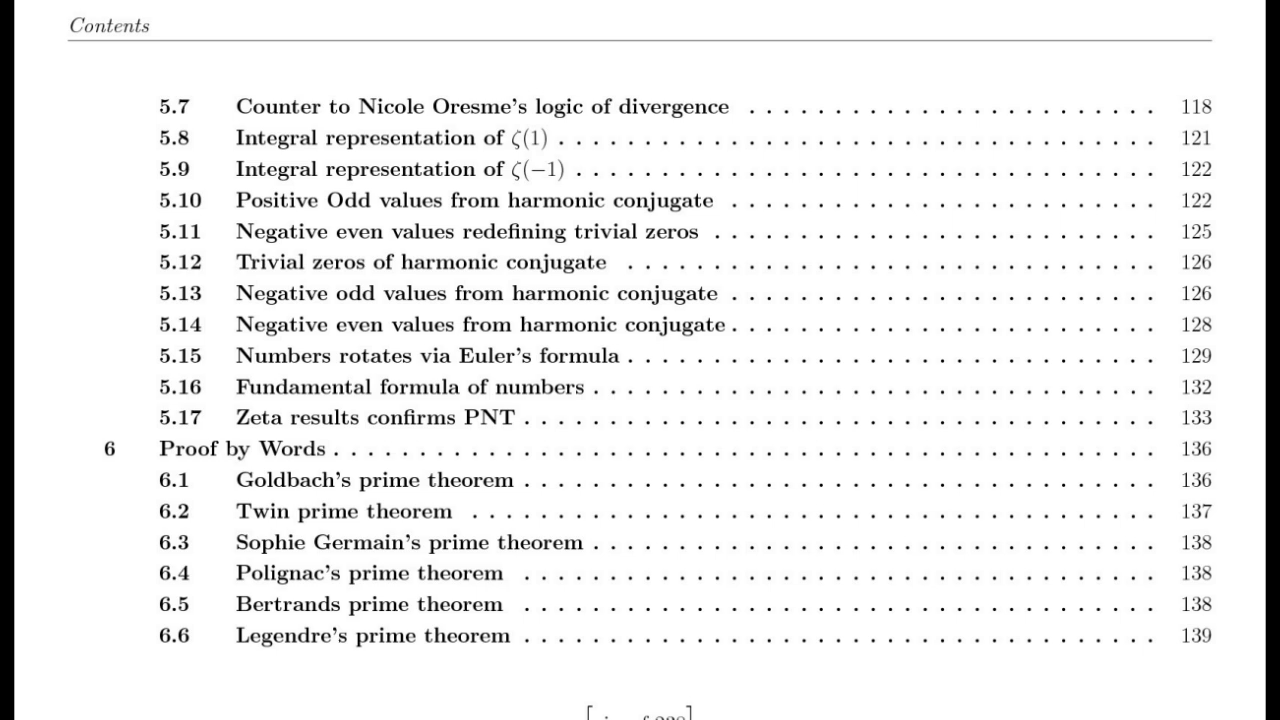 Contents
5.7 Counter to Nicole Oresme's logic of divergence . . . . . . . . . . . . . . . . . . . . . . . . 118
5.8 Integral representation of ζ(1) . . . . . . . . . . . . . . . . . . . . . . . . . . . . . . . . . . . 121
5.9 Integral representation of ζ(−1) . . . . . . . . . . . . . . . . . . . . . . . . . . . . . . . . . . 122
5.10 Positive Odd values from harmonic conjugate . . . . . . . . . . . . . . . . . . . . . . . . . 122
5.11 Negative even values redefining trivial zeros . . . . . . . . . . . . . . . . . . . . . . . . . . 125
5.12 Trivial zeros of harmonic conjugate . . . . . . . . . . . . . . . . . . . . . . . . . . . . . . . 126
5.13 Negative odd values from harmonic conjugate . . . . . . . . . . . . . . . . . . . . . . . . . 126
5.14 Negative even values from harmonic conjugate . . . . . . . . . . . . . . . . . . . . . . . . . 128
5.15 Numbers rotates via Euler's formula . . . . . . . . . . . . . . . . . . . . . . . . . . . . . . . 129
5.16 Fundamental formula of numbers . . . . . . . . . . . . . . . . . . . . . . . . . . . . . . . . . 132
5.17 Zeta results confirms PNT . . . . . . . . . . . . . . . . . . . . . . . . . . . . . . . . . . . . . 133
6 Proof by Words . . . . . . . . . . . . . . . . . . . . . . . . . . . . . . . . . . . . . . . . . . . . . . . . 136
6.1 Goldbach's prime theorem . . . . . . . . . . . . . . . . . . . . . . . . . . . . . . . . . . . . . 136
6.2 Twin prime theorem . . . . . . . . . . . . . . . . . . . . . . . . . . . . . . . . . . . . . . . . 137
6.3 Sophie Germain's prime theorem . . . . . . . . . . . . . . . . . . . . . . . . . . . . . . . . . 138
6.4 Polignac's prime theorem . . . . . . . . . . . . . . . . . . . . . . . . . . . . . . . . . . . . . 138
6.5 Bertrands prime theorem . . . . . . . . . . . . . . . . . . . . . . . . . . . . . . . . . . . . . 138
6.6 Legendre's prime theorem . . . . . . . . . . . . . . . . . . . . . . . . . . . . . . . . . . . . . 139